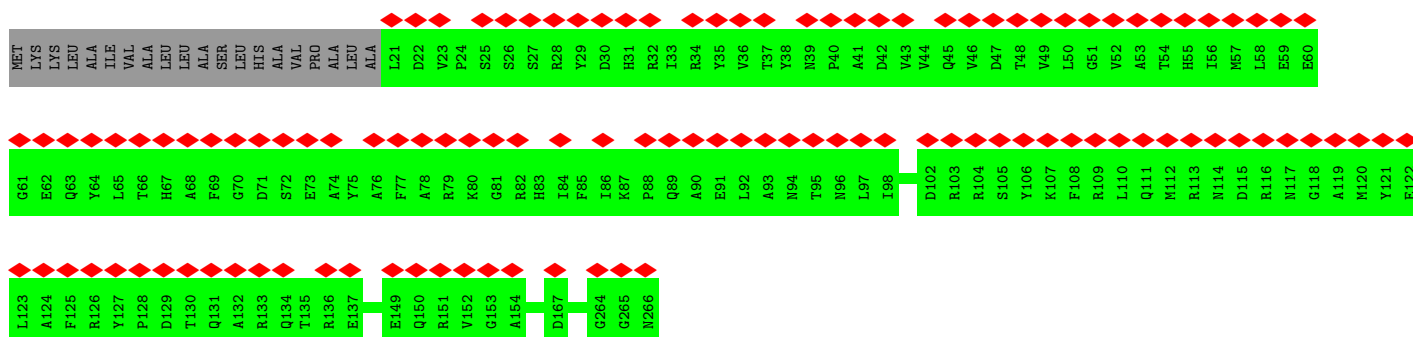 MET LYS LYS LEU LEU ALA ILE VAL ALA LEU LEU ALA SER LEU HIS ALA VAL PRO ALA LEU ALA L21 D22 V23 P24 S25 S26 S27 R28 Y29 D30 H31 R32 I33 R34 Y35 V36 T37 Y38 N39 P40 A41 D42 V43 V44 Q45 V46 D47 T48 V49 L50 G51 V52 A53 T54 H55 I56 M57 L58 E59 E60
G61 E62 Q63 Y64 L65 T66 H67 A68 F69 G70 D71 S72 E73 A74 Y75 A76 F77 A78 R79 K80 G81 R82 H83 I84 F85 I86 K87 P88 Q89 A90 E91 L92 A93 N94 T95 N96 L97 I98 D102 R103 R104 S105 Y106 K107 F108 R109 L110 Q111 M112 R113 N114 D115 R116 N117 G118 A119 M120 Y121 E122
L123 A124 F125 R126 Y127 P128 D129 T130 Q131 A132 R133 Q134 T135 R136 E137 E149 Q150 R151 V152 G153 A154 D167 G264 G265 N266